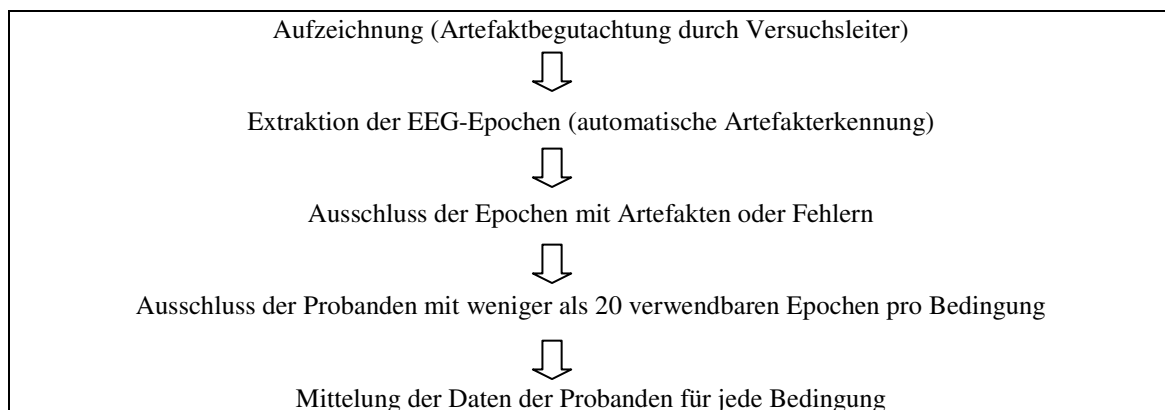 Aufzeichnung (Artefaktbegutachtung durch Versuchsleiter)
Extraktion der EEG-Epochen (automatische Artefakterkennung)
Ausschluss der Epochen mit Artefakten oder Fehlern
Ausschluss der Probanden mit weniger als 20 verwendbaren Epochen pro Bedingung
Mittelung der Daten der Probanden für jede Bedingung